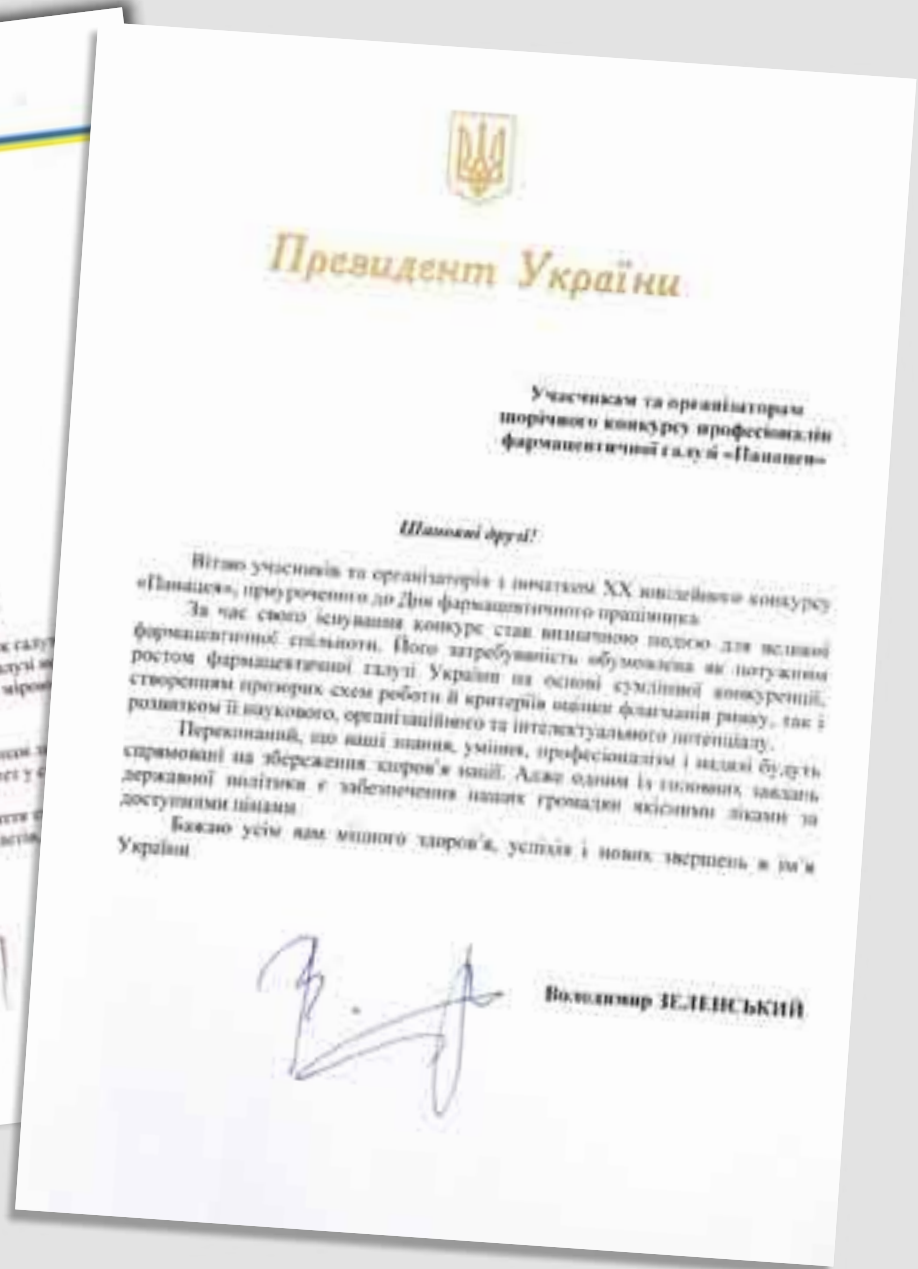 Президент України
Учасникам та організаторам
щорічного конкурсу професіоналів
фармацевтичної галузі «Панацея»
Шановні друзі!
Вітаю учасників та організаторів з початком XX ювілейного конкурсу
«Панацея», приуроченого до Дня фармацевтичного працівника.
За час свого існування конкурс став визначною подією для великої
фармацевтичної спільноти. Його затребуваність обумовлена як потужним
ростом фармацевтичної галузі України на основі сумлінної конкуренції,
створенням прозорих схем роботи й критеріїв оцінки флагманів ринку, так і
розвитком її наукового, організаційного та інтелектуального потенціалу.
Переконаний, що наші знання, уміння, професіоналізм і надалі будуть
спрямовані на збереження здоров'я нації. Адже одним із головних завдань
державної політики є забезпечення наших громадян якісними ліками за
доступними цінами
Бажаю усім вам міцного здоров'я, успіхів і нових звершень в ім'я
України
Володимир ЗЕЛЕНСЬКИЙ